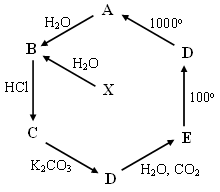 A
H₂O
1000°
B
H₂O
D
HCl
X
100°
C
E
K₂CO₃
H₂O, CO₂
D